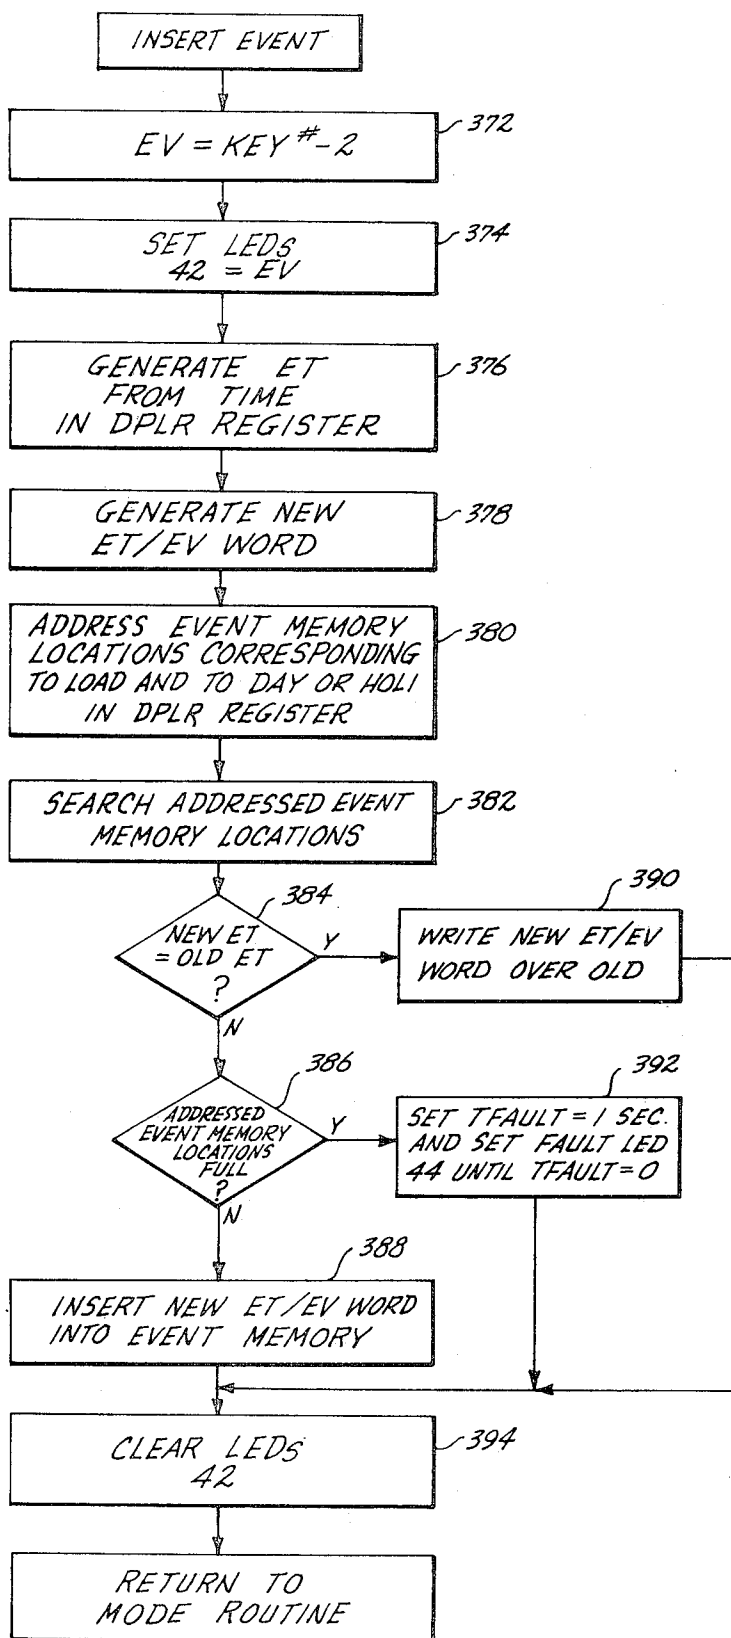 INSERT EVENT
372
EV = KEY # - 2
374
SET LEDS
42 = EV
376
GENERATE ET
FROM TIME
IN DPLR REGISTER
378
GENERATE NEW
ET/EV WORD
380
ADDRESS EVENT MEMORY
LOCATIONS CORRESPONDING
TO LOAD AND TO DAY OR HOLI
IN DPLR REGISTER
382
SEARCH ADDRESSED EVENT
MEMORY LOCATIONS
384
NEW ET
= OLD ET
?
Y
N
390
WRITE NEW ET/EV
WORD OVER OLD
386
ADDRESSED
EVENT MEMORY
LOCATIONS
FULL
?
Y
N
392
SET TFAULT = 1 SEC.
AND SET FAULT LED
44 UNTIL TFAULT = 0
388
INSERT NEW ET/EV WORD
INTO EVENT MEMORY
394
CLEAR LEDS
42
RETURN TO
MODE ROUTINE